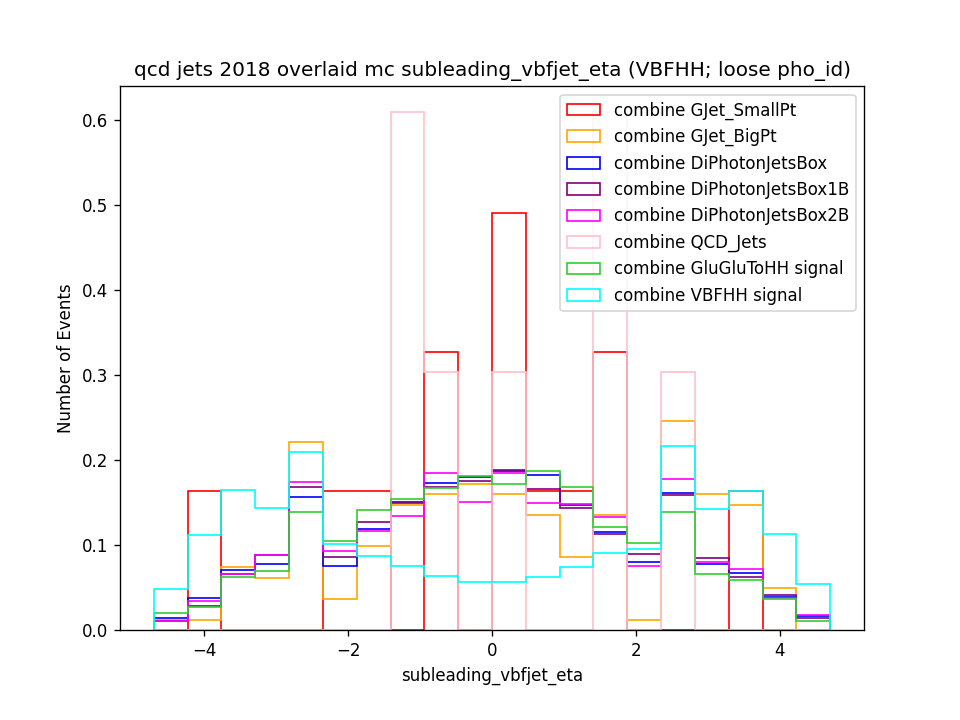 qcd jets 2018 overlaid mc subleading_vbfjet_eta (VBFHH; loose pho_id)
combine GJet_SmallPt
combine GJet_BigPt
combine DiPhotonJetsBox
combine DiPhotonJetsBox1B
combine DiPhotonJetsBox2B
combine QCD_Jets
combine GluGluToHH signal
combine VBFHH signal
Number of Events
0.6
0.5
0.4
0.3
0.2
0.1
0.0
−4 −2 0 2 4
subleading_vbfjet_eta